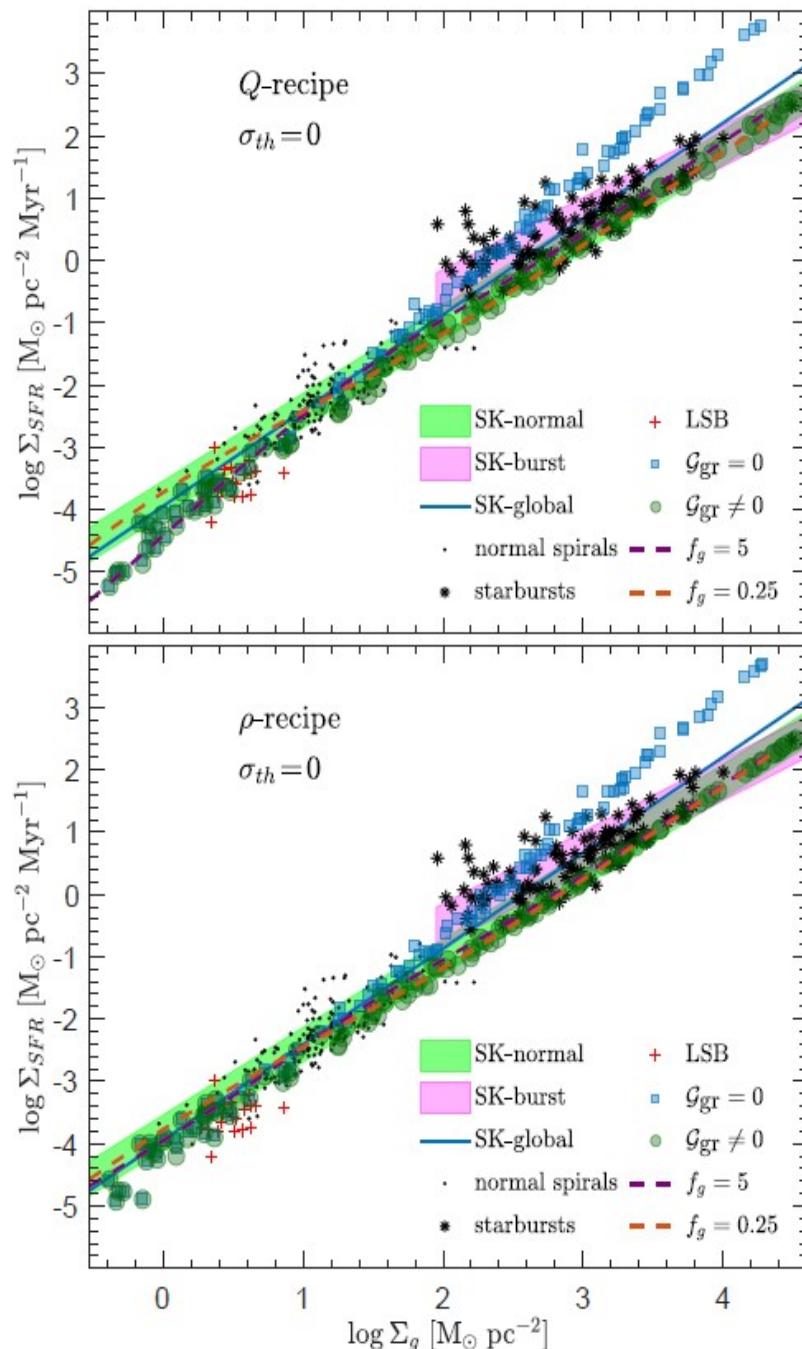 3
2
1
0
-1
-2
-3
-4
-5
log Σ_SFR [M⊙ pc⁻² Myr⁻¹]
Q-recipe
σ_th=0
SK-normal
SK-burst
SK-global
normal spirals
starbursts
LSB
𝒢gr = 0
𝒢gr ≠ 0
f_g = 5
f_g = 0.25
3
2
1
0
-1
-2
-3
-4
-5
log Σ_SFR [M⊙ pc⁻² Myr⁻¹]
ρ-recipe
σ_th=0
SK-normal
SK-burst
SK-global
normal spirals
starbursts
LSB
𝒢gr = 0
𝒢gr ≠ 0
f_g = 5
f_g = 0.25
0 1 2 3 4
log Σ_g [M⊙ pc⁻²]